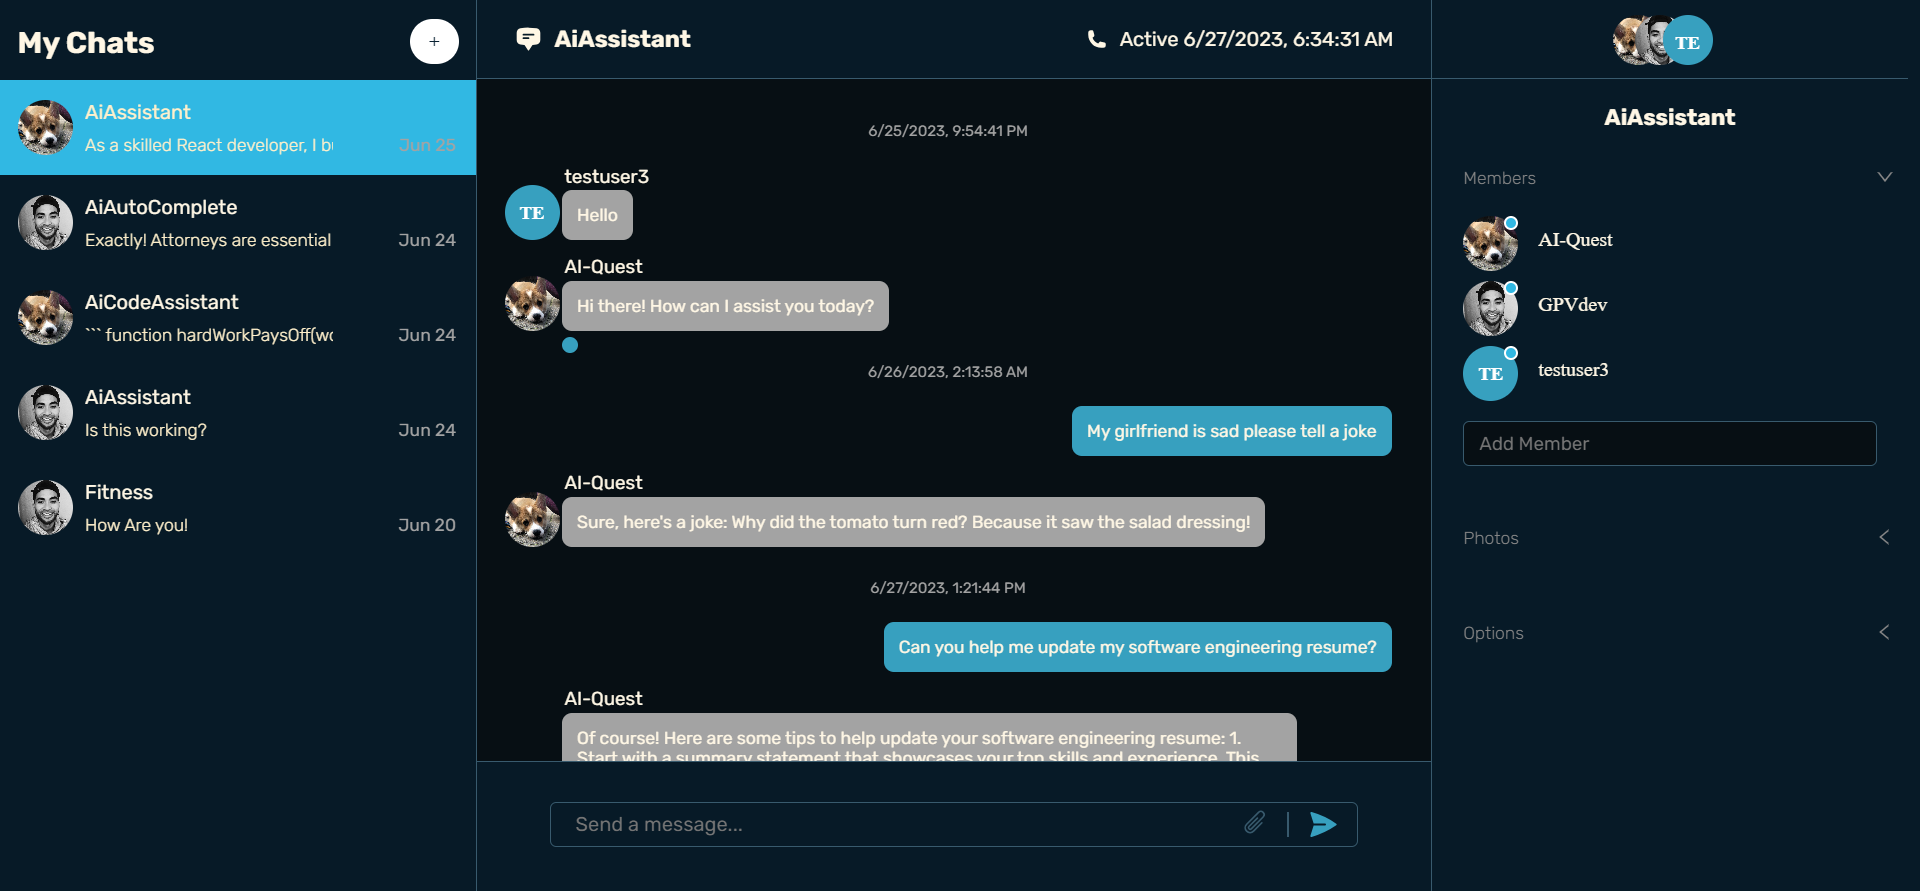 My Chats
+
AiAssistant
As a skilled React developer, I bu
Jun 25
AiAutoComplete
Exactly! Attorneys are essential
Jun 24
AiCodeAssistant
``` function hardWorkPaysOff(wo
Jun 24
AiAssistant
Is this working?
Jun 24
Fitness
How Are you!
Jun 20
AiAssistant
Active 6/27/2023, 6:34:31 AM
6/25/2023, 9:54:41 PM
testuser3
TE
Hello
AI-Quest
Hi there! How can I assist you today?
6/26/2023, 2:13:58 AM
My girlfriend is sad please tell a joke
AI-Quest
Sure, here's a joke: Why did the tomato turn red? Because it saw the salad dressing!
6/27/2023, 1:21:44 PM
Can you help me update my software engineering resume?
AI-Quest
Of course! Here are some tips to help update your software engineering resume: 1.
Start with a summary statement that showcases your top skills and experience. This
Send a message...
TE
AiAssistant
Members
AI-Quest
GPVdev
TE
testuser3
Add Member
Photos
Options